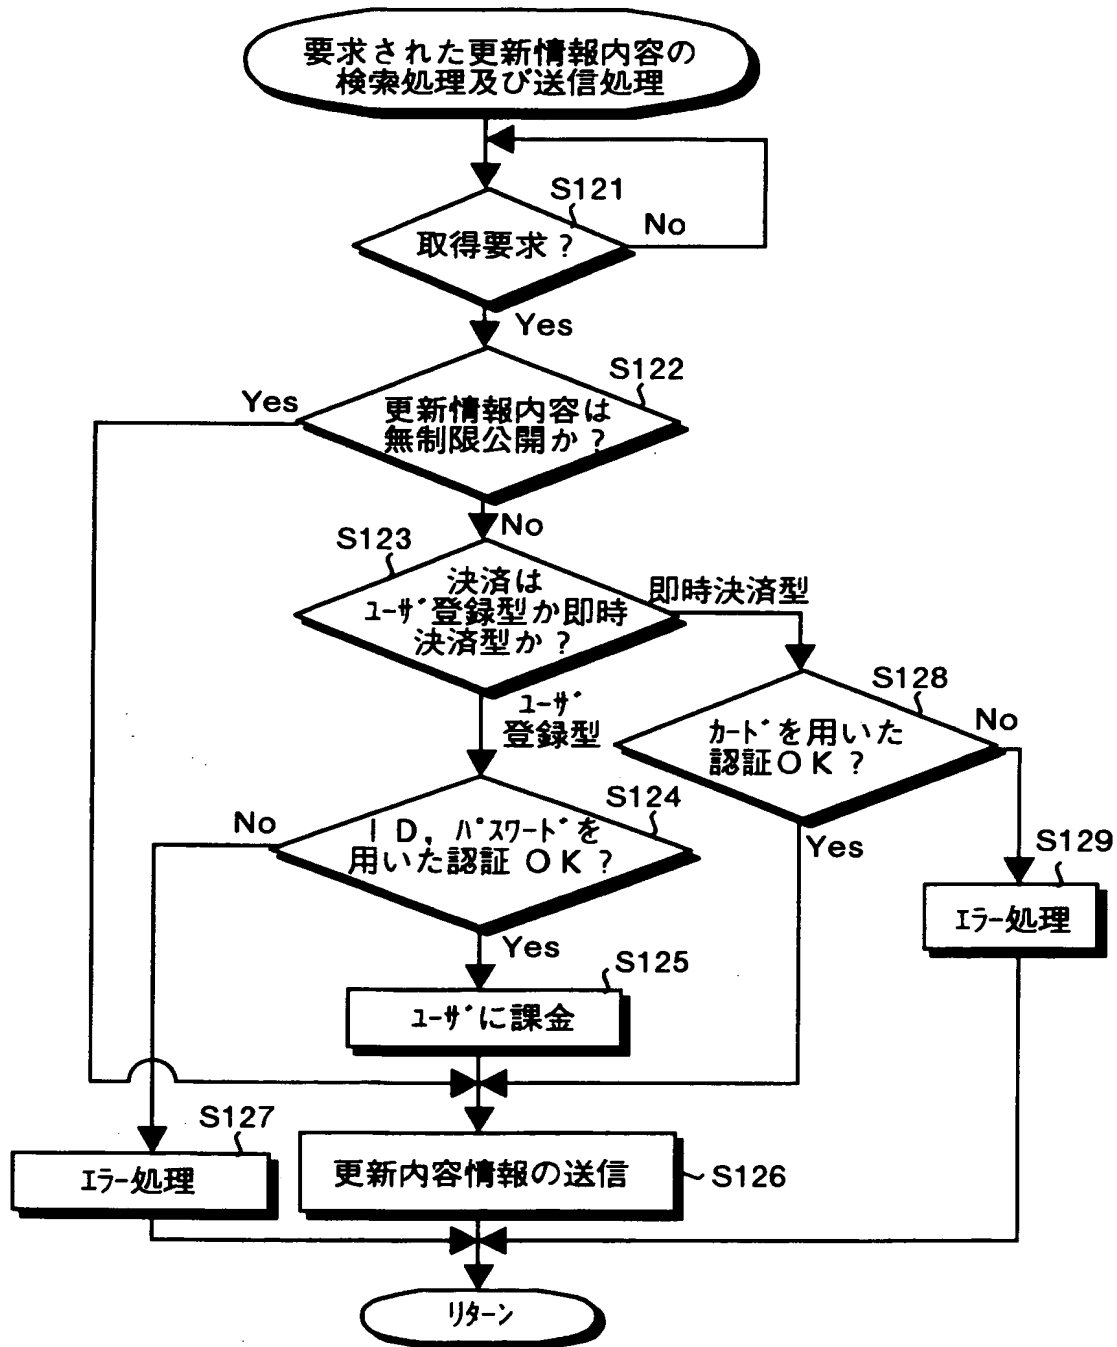 要求された更新情報内容の
検索処理及び送信処理
S121
取得要求？
No
Yes
S122
更新情報内容は
無制限公開か？
Yes
No
S123
決済は
ﾕｰｻﾞ登録型か即時
決済型か？
即時決済型
ﾕｰｻﾞ
登録型
S128
ｶｰﾄﾞを用いた
認証ＯＫ？
No
Yes
S124
ＩＤ，ﾊﾟｽﾜｰﾄﾞを
用いた認証ＯＫ？
No
Yes
S129
ｴﾗｰ処理
S125
ﾕｰｻﾞに課金
S127
ｴﾗｰ処理
更新内容情報の送信
S126
ﾘﾀｰﾝ